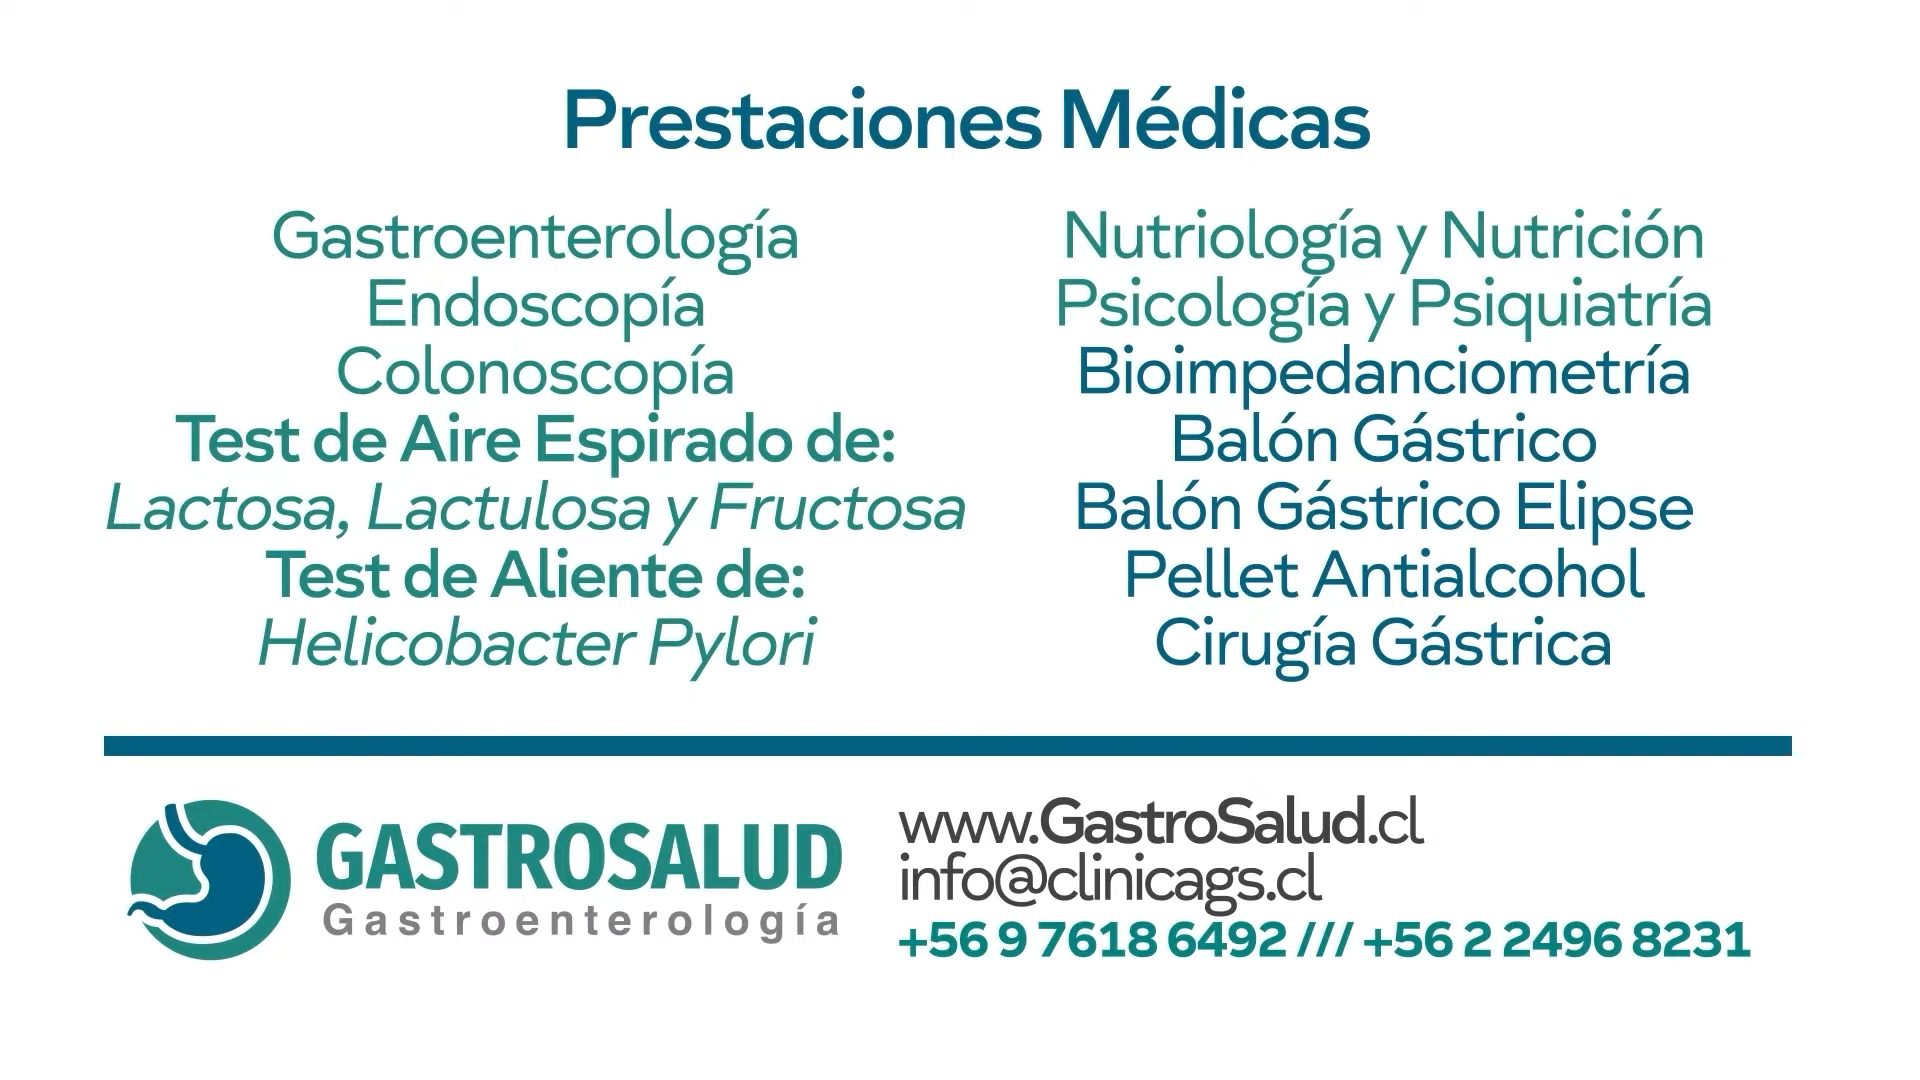 Prestaciones Médicas
Gastroenterología
Endoscopía
Colonoscopía
Test de Aire Espirado de:
Lactosa, Lactulosa y Fructosa
Test de Aliente de:
Helicobacter Pylori
Nutriología y Nutrición
Psicología y Psiquiatría
Bioimpedanciometría
Balón Gástrico
Balón Gástrico Elipse
Pellet Antialcohol
Cirugía Gástrica
GASTROSALUD
Gastroenterología
www.GastroSalud.cl
info@clinicags.cl
+56 9 7618 6492 /// +56 2 2496 8231